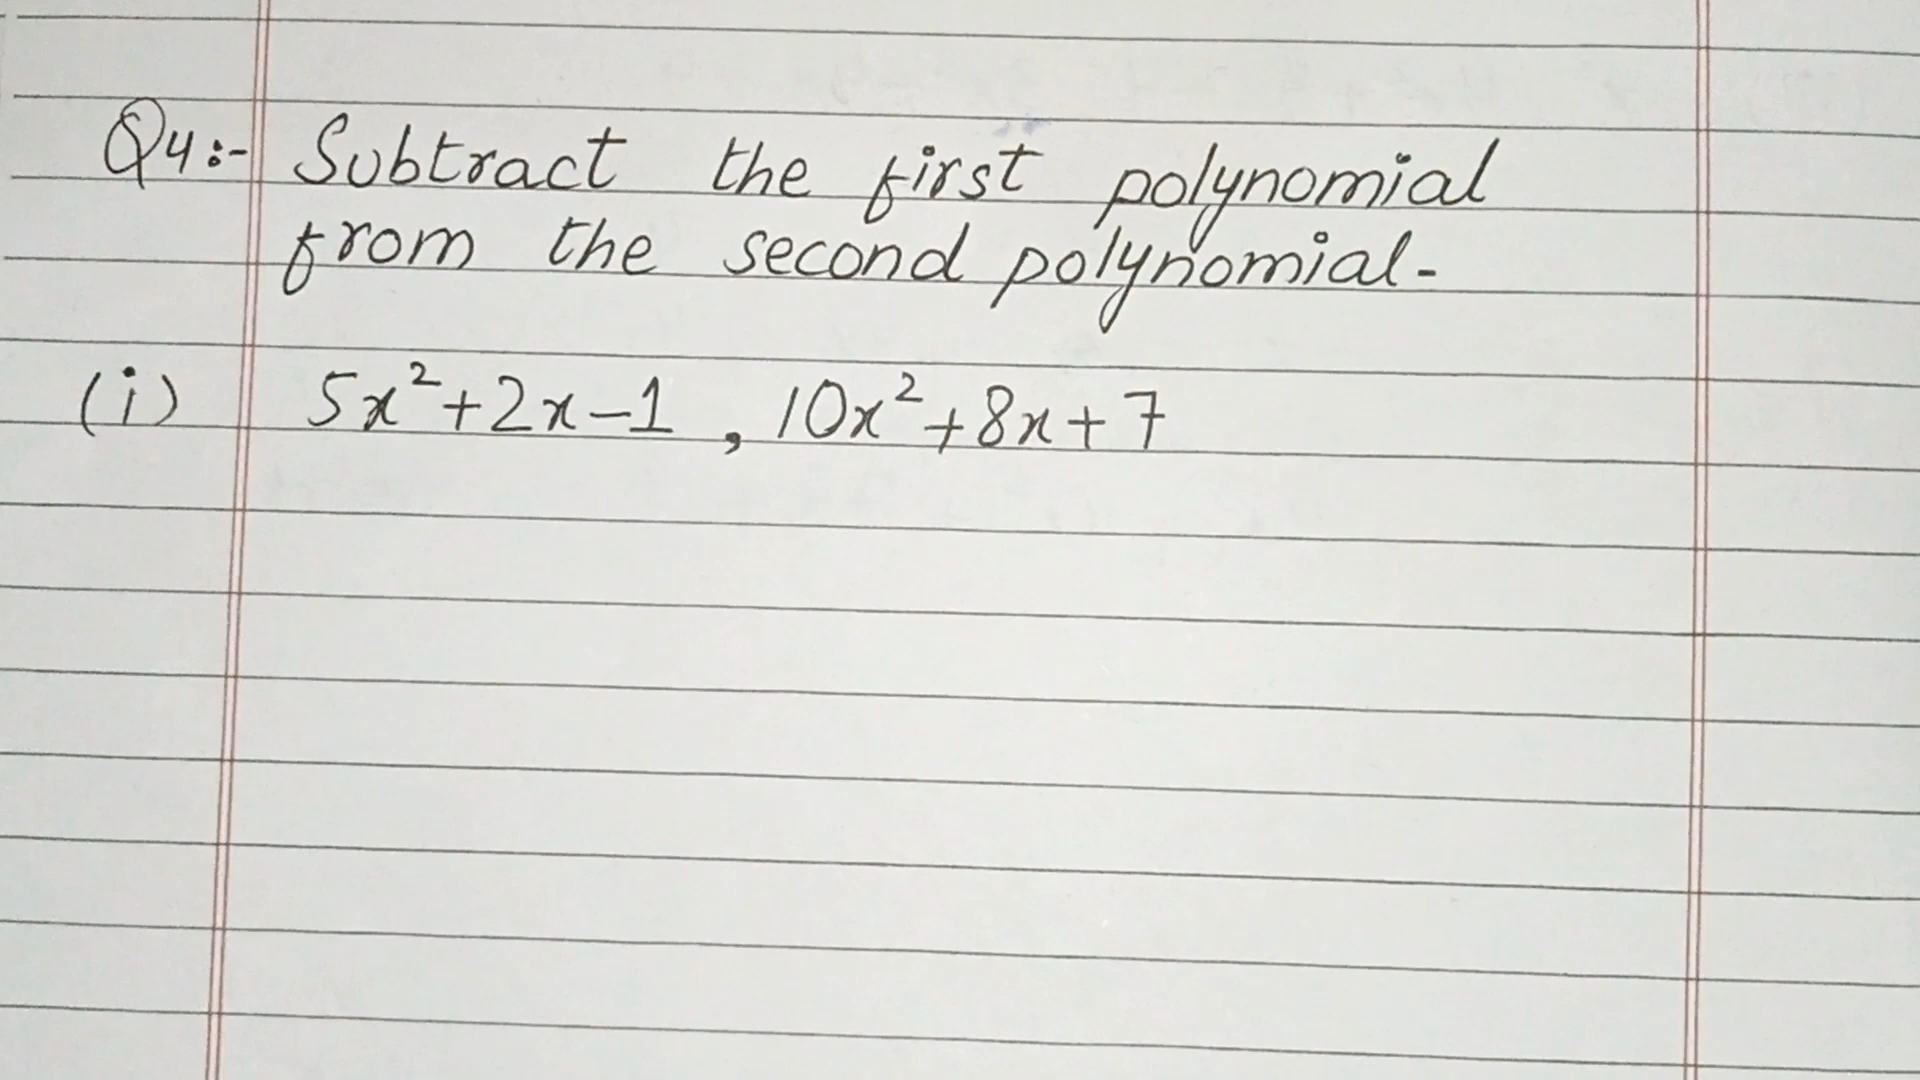 Q4:- Subtract the first polynomial
from the second polynomial-
(i) 5x²+2x-1, 10x²+8x+7